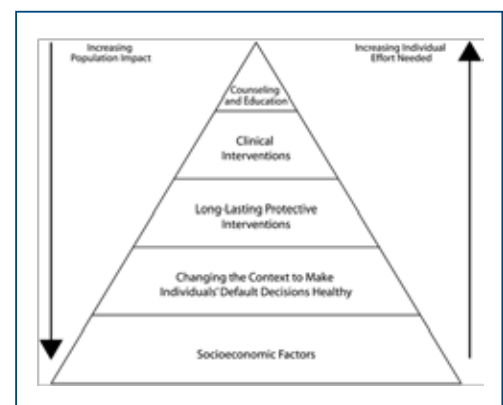 Increasing
Population Impact
Increasing Individual
Effort Needed
Counseling
and Education
Clinical
Interventions
Long-Lasting Protective
Interventions
Changing the Context to Make
Individuals' Default Decisions Healthy
Socioeconomic Factors